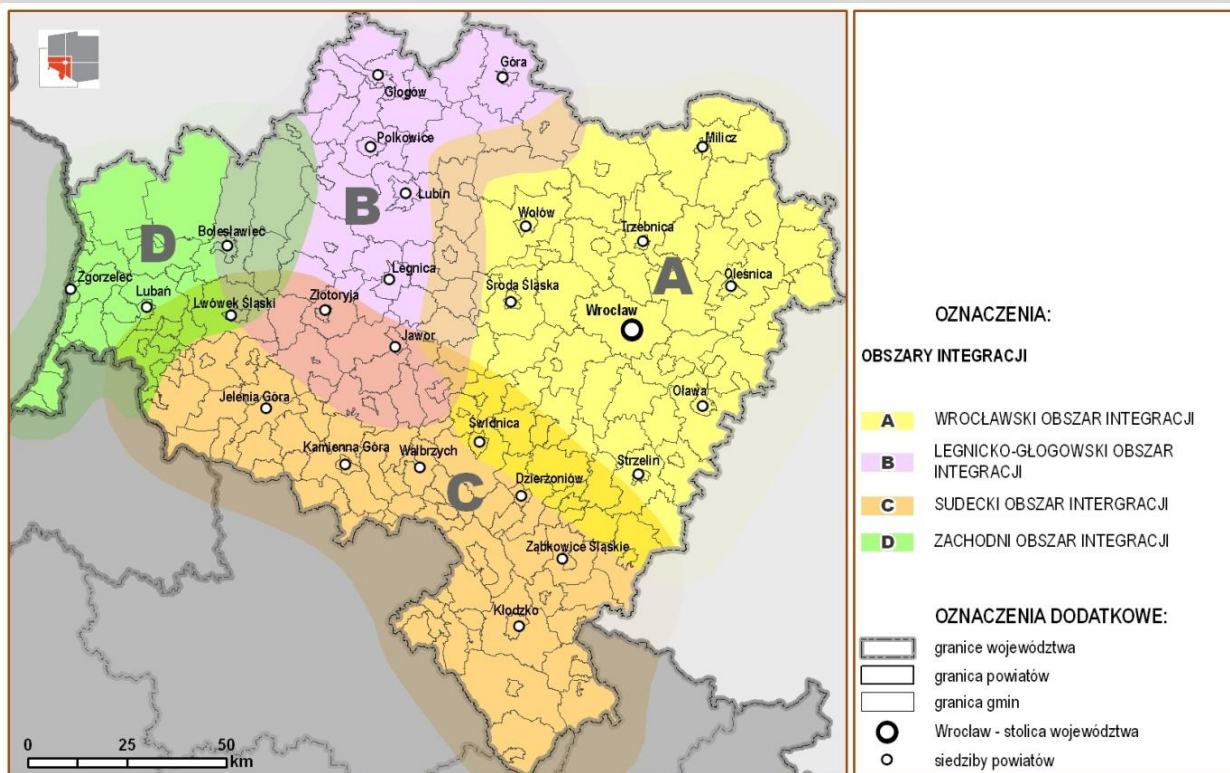 Głogów
Góra
Polkowice
Milicz
B
Lubin
D
Bolesławiec
Wołów
Trzebnica
A
Zgorzelec
Lubań
Lwówek Śląski
Złotoryja
Legnica
Środa Śląska
Oleśnica
Wrocław
Jawor
Jelenia Góra
Oława
Kamienna Góra
Wałbrzych
Świdnica
C
Dzierżoniów
Strzelin
Ząbkowice Śląskie
Kłodzko
0 25 50
km
OZNACZENIA:
OBSZARY INTEGRACJI
A WROCŁAWSKI OBSZAR INTEGRACJI
B LEGNICKO-GŁOGOWSKI OBSZAR
INTEGRACJI
C SUDECKI OBSZAR INTERGRACJI
D ZACHODNI OBSZAR INTEGRACJI
OZNACZENIA DODATKOWE:
granice województwa
granica powiatów
granica gmin
Wrocław - stolica województwa
siedziby powiatów